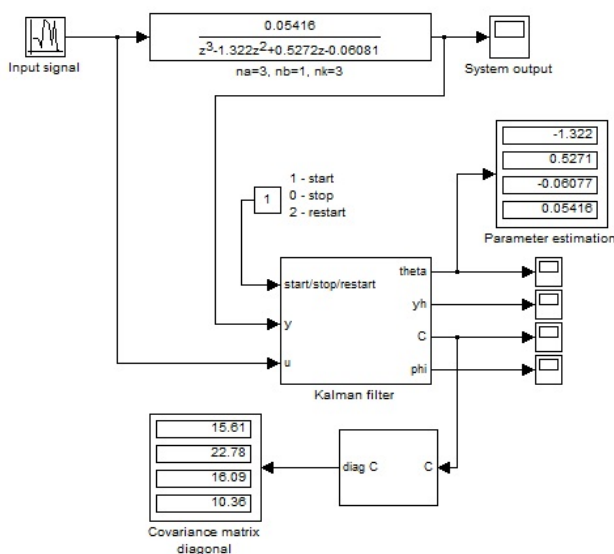 0.05416
z3-1.322z2+0.5272z-0.06081
Input signal
na=3, nb=1, nk=3
System output
-1.322
0.5271
-0.06077
0.05416
Parameter estimation
1 - start
0 - stop
2 - restart
1
start/stop/restart
y
u
theta
yh
C
phi
Kalman filter
15.61
22.78
16.09
10.36
diag C
C
Covariance matrix
diagonal